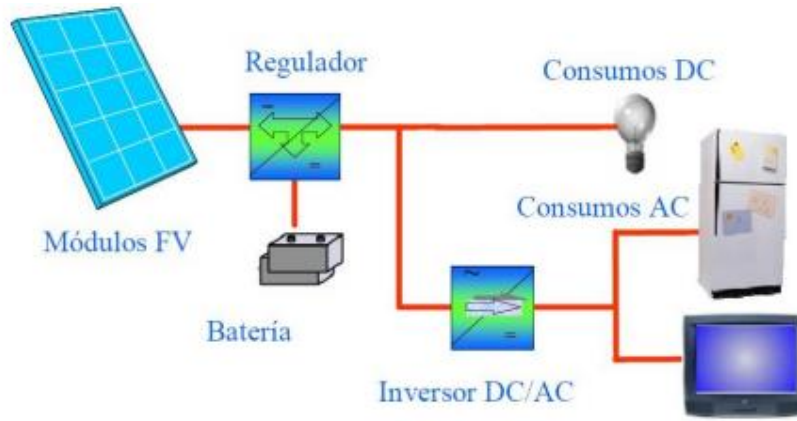 Regulador
Consumos DC
Módulos FV
Consumos AC
Batería
Inversor DC/AC